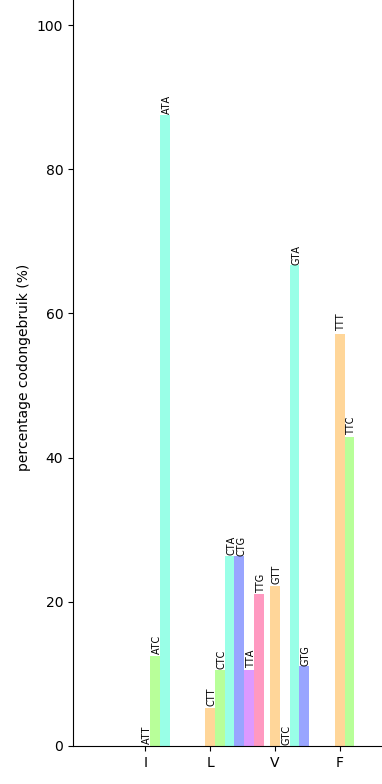 100
80
60
40
20
0
percentage codongebruik (%)
ATT
ATC
ATA
CTT
CTC
CTA
CTG
TTA
TTG
GTT
GTC
GTA
GTG
TTT
TTC
I L V F